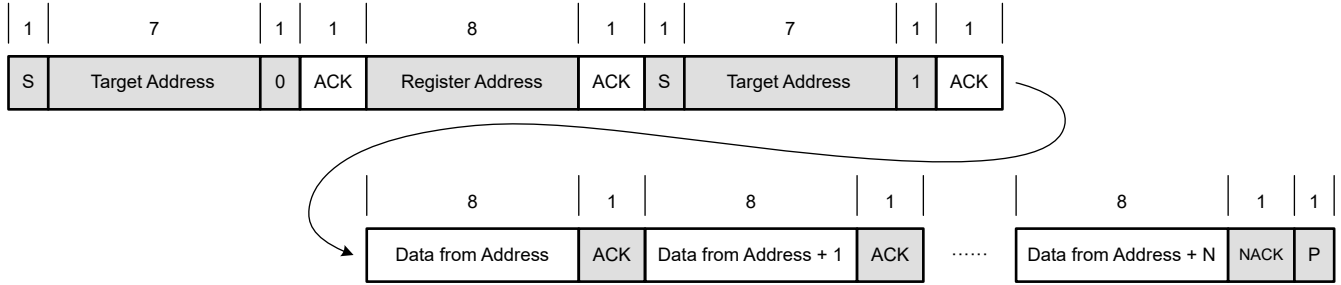 1 7 1 1 8 1 1 7 1 1
S Target Address 0 ACK Register Address ACK S Target Address 1 ACK
8 1 8 1 8 1 1
Data from Address ACK Data from Address + 1 ACK ...... Data from Address + N NACK P